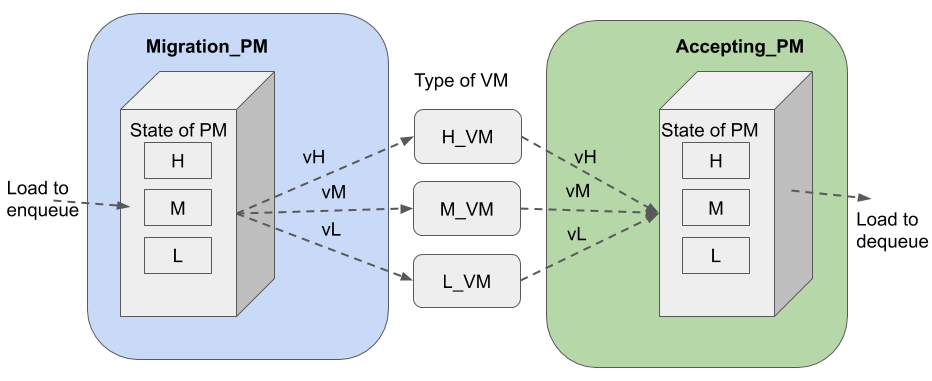 Migration_PM
Accepting_PM
Type of VM
State of PM
H
M
L
Load to
enqueue
vH
vM
vL
H_VM
M_VM
L_VM
vH
vM
vL
State of PM
H
M
L
Load to
dequeue